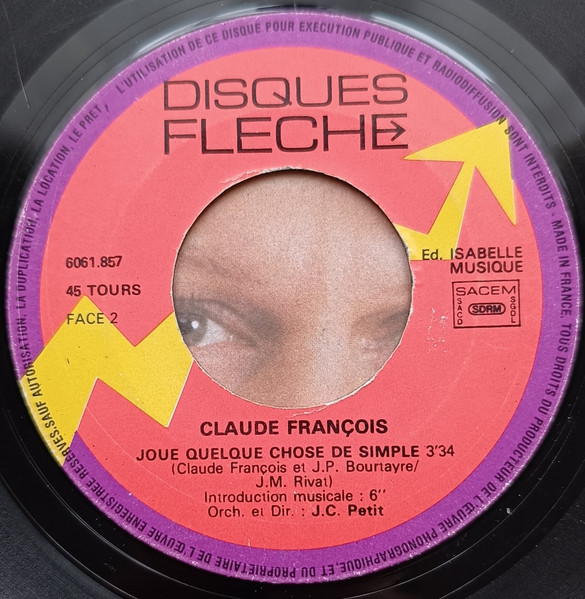 L'UTILISATION DE CE DISQUE POUR EXECUTION PUBLIQUE ET RADIODIFFUSION SONT INTERDITS - MADE IN FRANCE. TOUS DROITS DU PRODUCTEUR DE L'ŒUVRE PHONOGRAPHIQUE ET DU PROPRIETAIRE DE L'ŒUVRE ENREGISTREE RESERVES. SAUF AUTORISATION, LA DUPLICATION, LA LOCATION, LE PRET,
DISQUES
FLECHE
6061.857
45 TOURS
FACE 2
Ed. ISABELLE
MUSIQUE
SACEM
SACD
SDRM
SGDL
CLAUDE FRANÇOIS
JOUE QUELQUE CHOSE DE SIMPLE 3'34
(Claude François et J.P. Bourtayre/
J.M. Rivat)
Introduction musicale : 6''
Orch. et Dir. : J.C. Petit